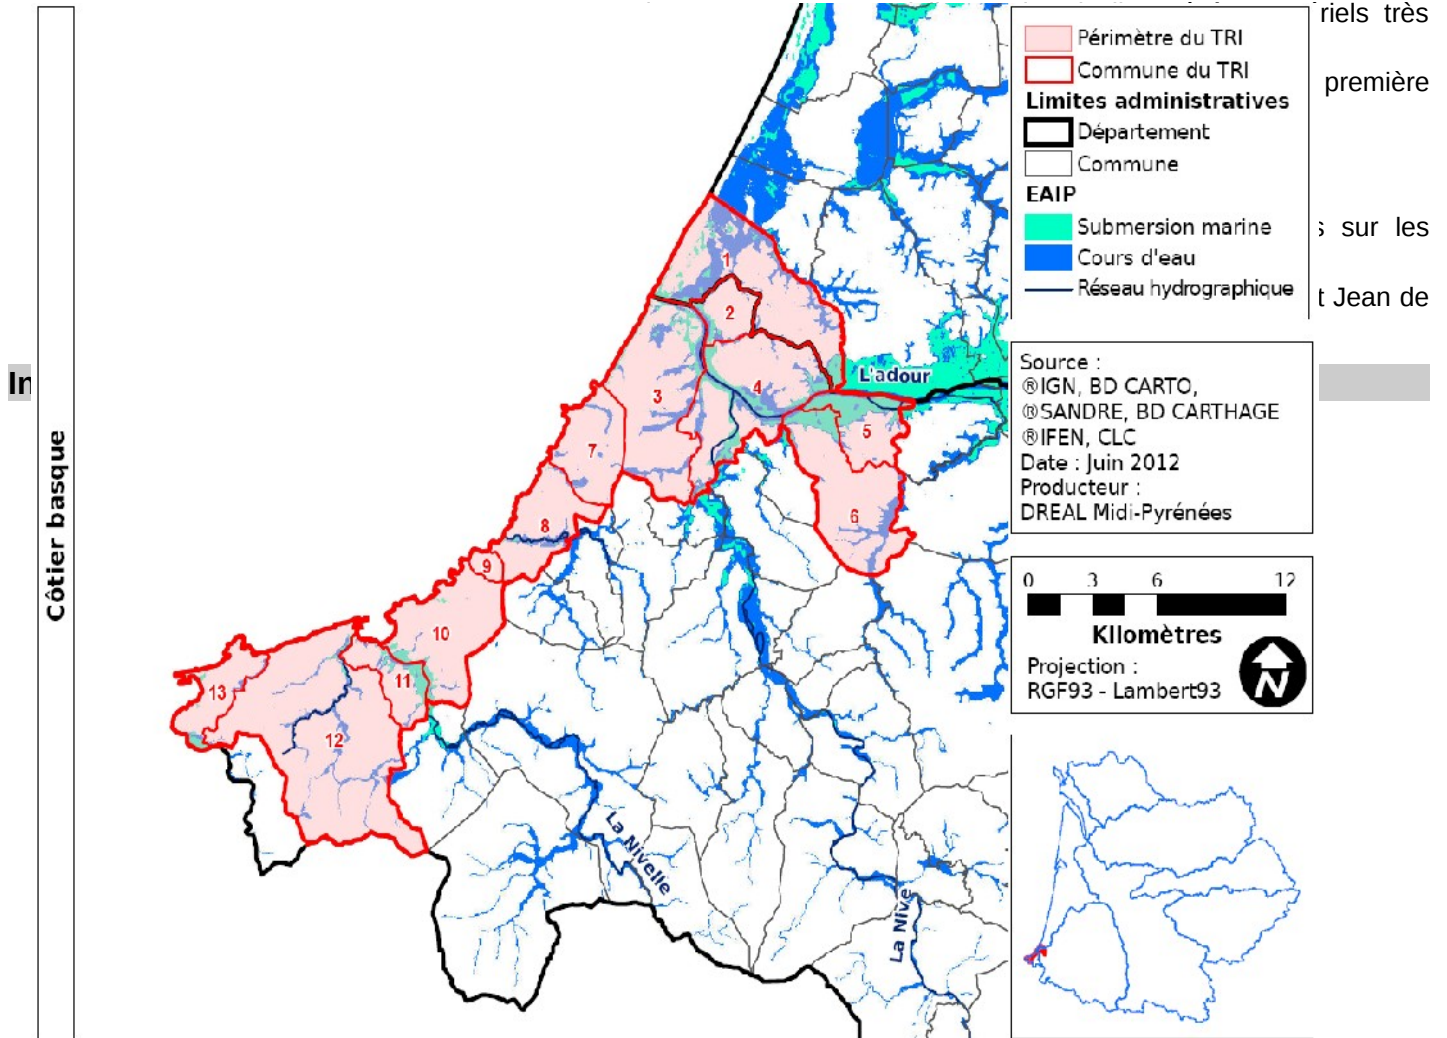 riels très
première
s sur les
t Jean de
In
Côtier basque
1
2
3
4
5
6
7
8
9
10
11
12
13
L'adour
La Nivelle
La Nive
Périmètre du TRI
Commune du TRI
Limites administratives
Département
Commune
EAIP
Submersion marine
Cours d'eau
Réseau hydrographique
Source :
®IGN, BD CARTO,
®SANDRE, BD CARTHAGE
®IFEN, CLC
Date : Juin 2012
Producteur :
DREAL Midi-Pyrénées
0 3 6 12
Kilomètres
Projection :
RGF93 - Lambert93
N